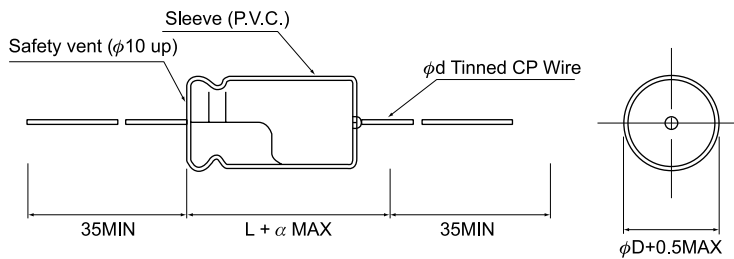 Sleeve (P.V.C.)
Safety vent (ϕ10 up)
ϕd Tinned CP Wire
35MIN
L + α MAX
35MIN
ϕD+0.5MAX